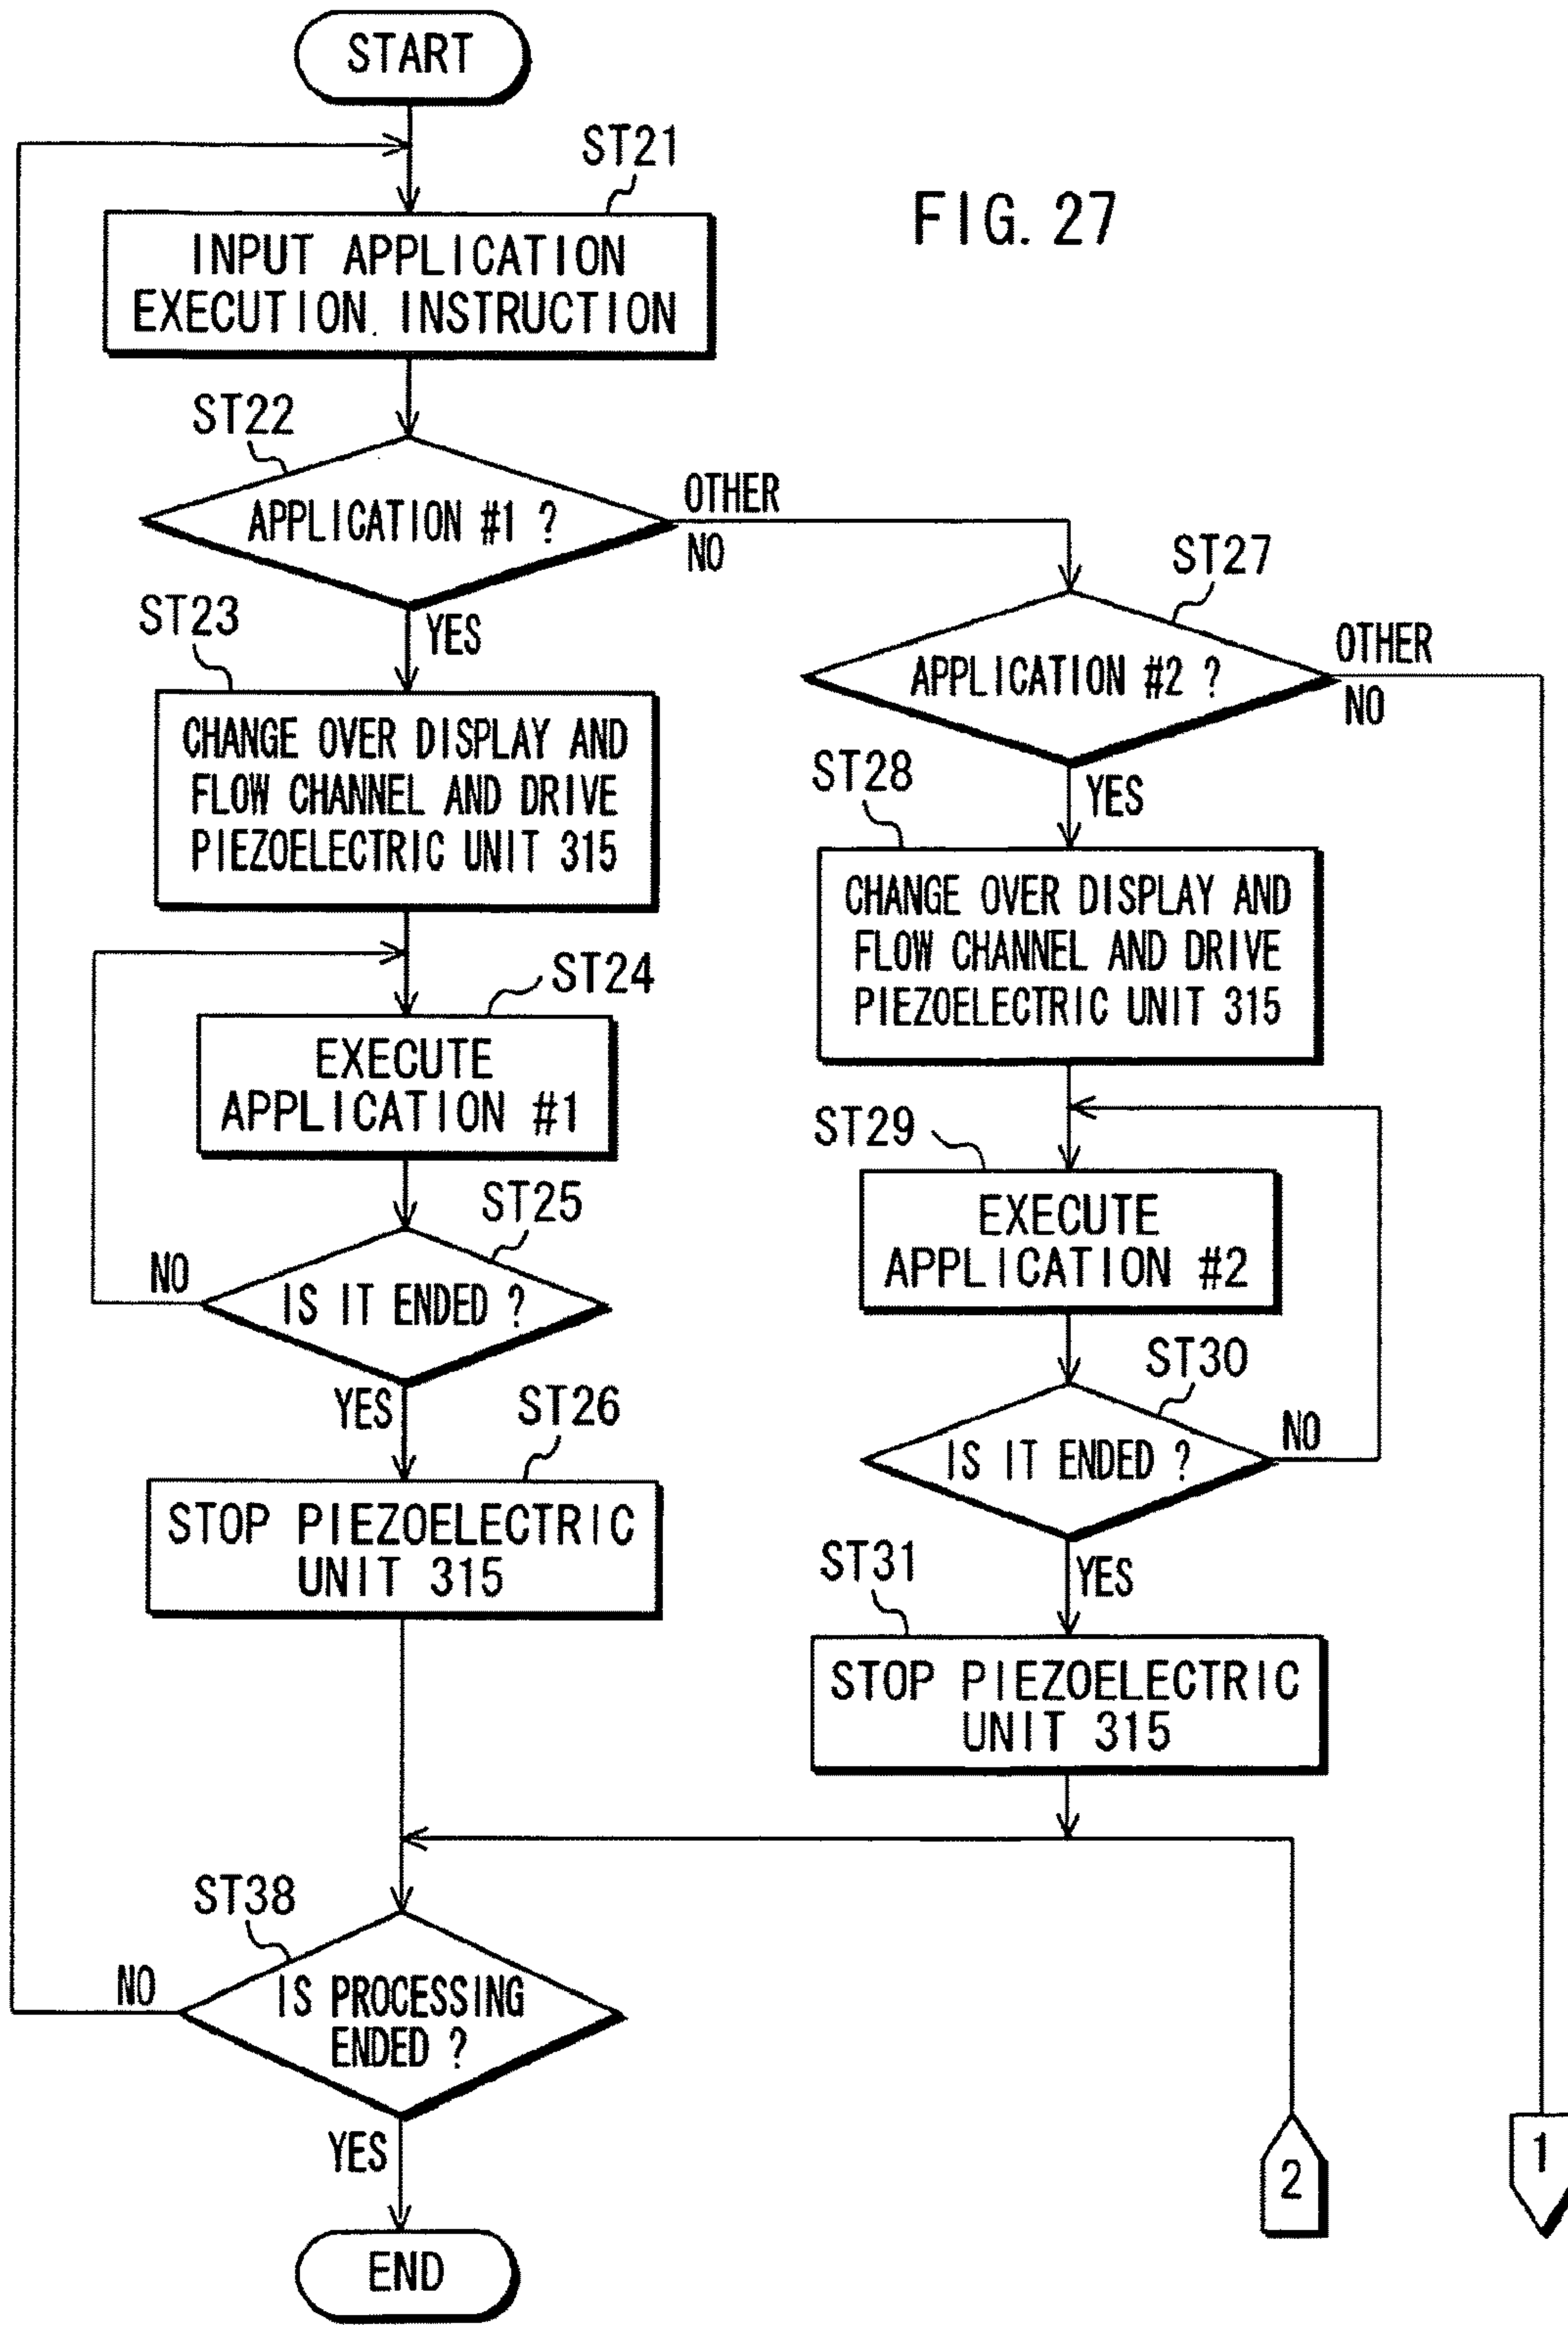 START
ST21
FIG. 27
INPUT APPLICATION
EXECUTION INSTRUCTION
ST22
APPLICATION #1 ?
OTHER
NO
YES
ST27
APPLICATION #2 ?
OTHER
NO
YES
ST23
CHANGE OVER DISPLAY AND
FLOW CHANNEL AND DRIVE
PIEZOELECTRIC UNIT 315
ST28
CHANGE OVER DISPLAY AND
FLOW CHANNEL AND DRIVE
PIEZOELECTRIC UNIT 315
ST24
EXECUTE
APPLICATION #1
ST29
EXECUTE
APPLICATION #2
ST25
IS IT ENDED ?
NO
YES
ST30
IS IT ENDED ?
NO
YES
ST26
STOP PIEZOELECTRIC
UNIT 315
ST31
STOP PIEZOELECTRIC
UNIT 315
ST38
IS PROCESSING
ENDED ?
NO
YES
2
1
END